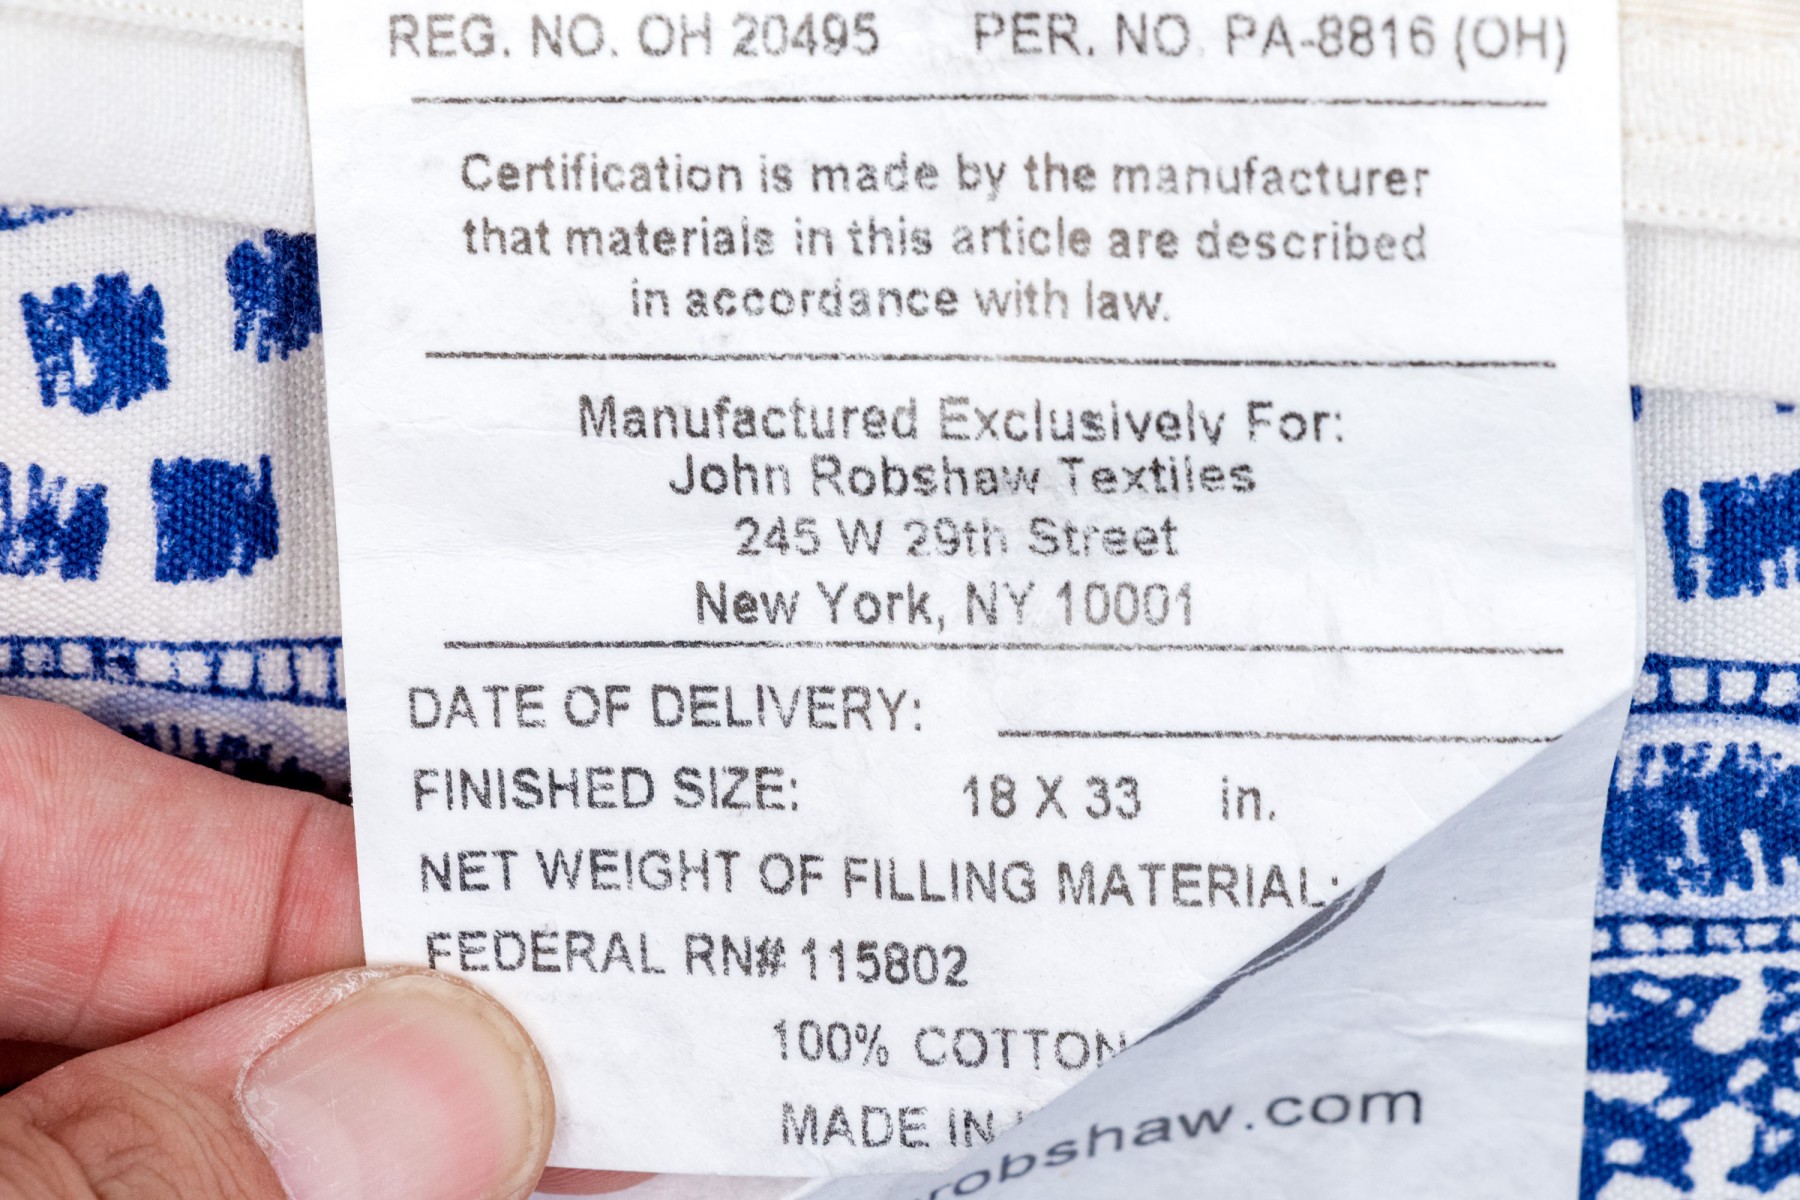 REG. NO. OH 20495 PER. NO. PA-8816 (OH)
Certification is made by the manufacturer
that materials in this article are described
in accordance with law.
Manufactured Exclusively For:
John Robshaw Textiles
245 W 29th Street
New York, NY 10001
DATE OF DELIVERY:
FINISHED SIZE: 18 X 33 in.
NET WEIGHT OF FILLING MATERIAL:
FEDERAL RN# 115802
100% COTTON
MADE IN
robshaw.com